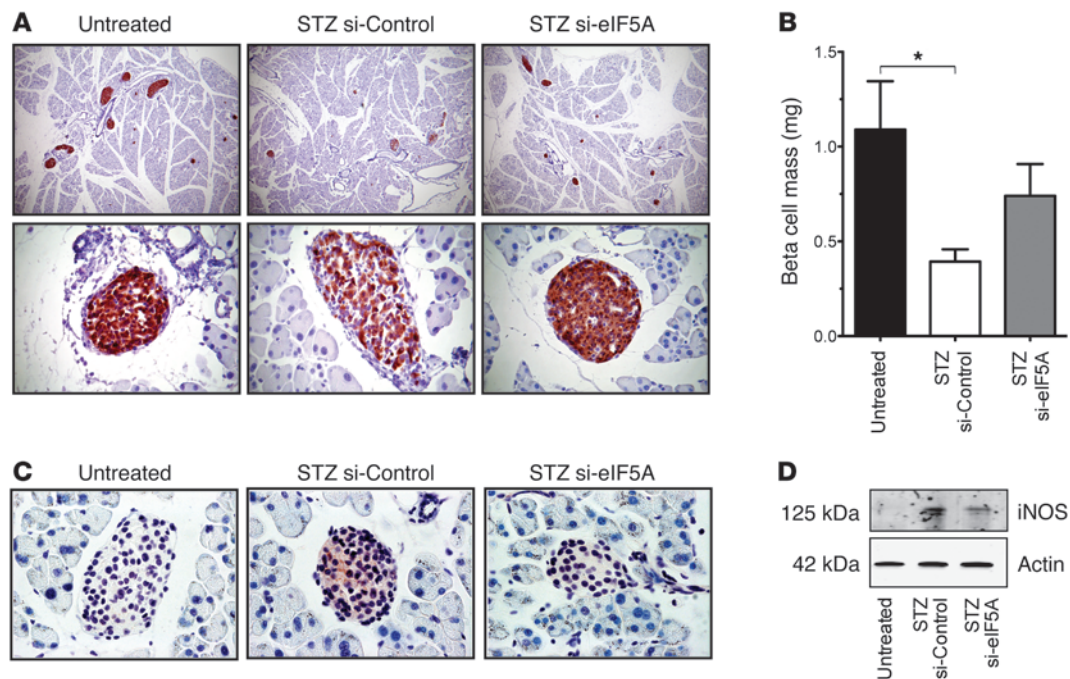 A
Untreated
STZ si-Control
STZ si-eIF5A
B
Beta cell mass (mg)
1.5
1.0
0.5
0.0
*
Untreated
STZ
si-Control
STZ
si-eIF5A
C
Untreated
STZ si-Control
STZ si-eIF5A
D
125 kDa
iNOS
42 kDa
Actin
Untreated
STZ
si-Control
STZ
si-eIF5A